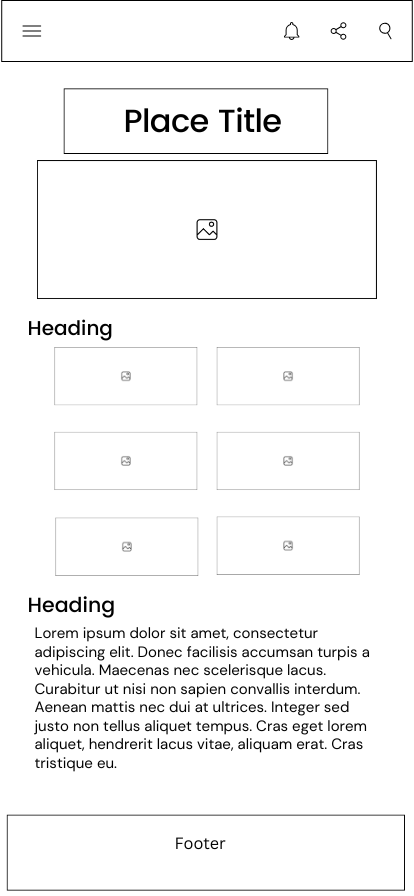 Place Title
Heading
Heading
Lorem ipsum dolor sit amet, consectetur
adipiscing elit. Donec facilisis accumsan turpis a
vehicula. Maecenas nec scelerisque lacus.
Curabitur ut nisi non sapien convallis interdum.
Aenean mattis nec dui at ultrices. Integer sed
justo non tellus aliquet tempus. Cras eget lorem
aliquet, hendrerit lacus vitae, aliquam erat. Cras
tristique eu.
Footer